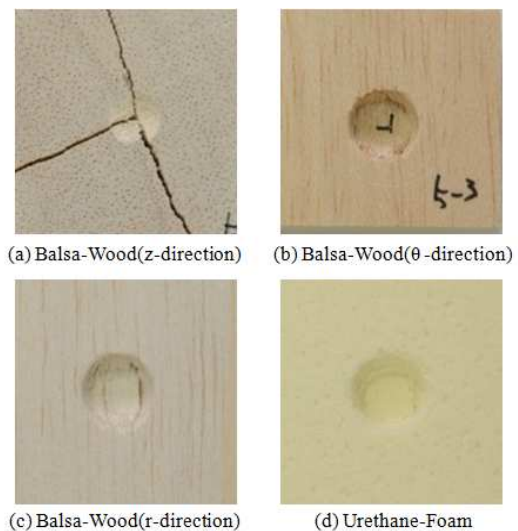 (a) Balsa-Wood(z-direction)
(b) Balsa-Wood(θ-direction)
5-3
(c) Balsa-Wood(r-direction)
(d) Urethane-Foam